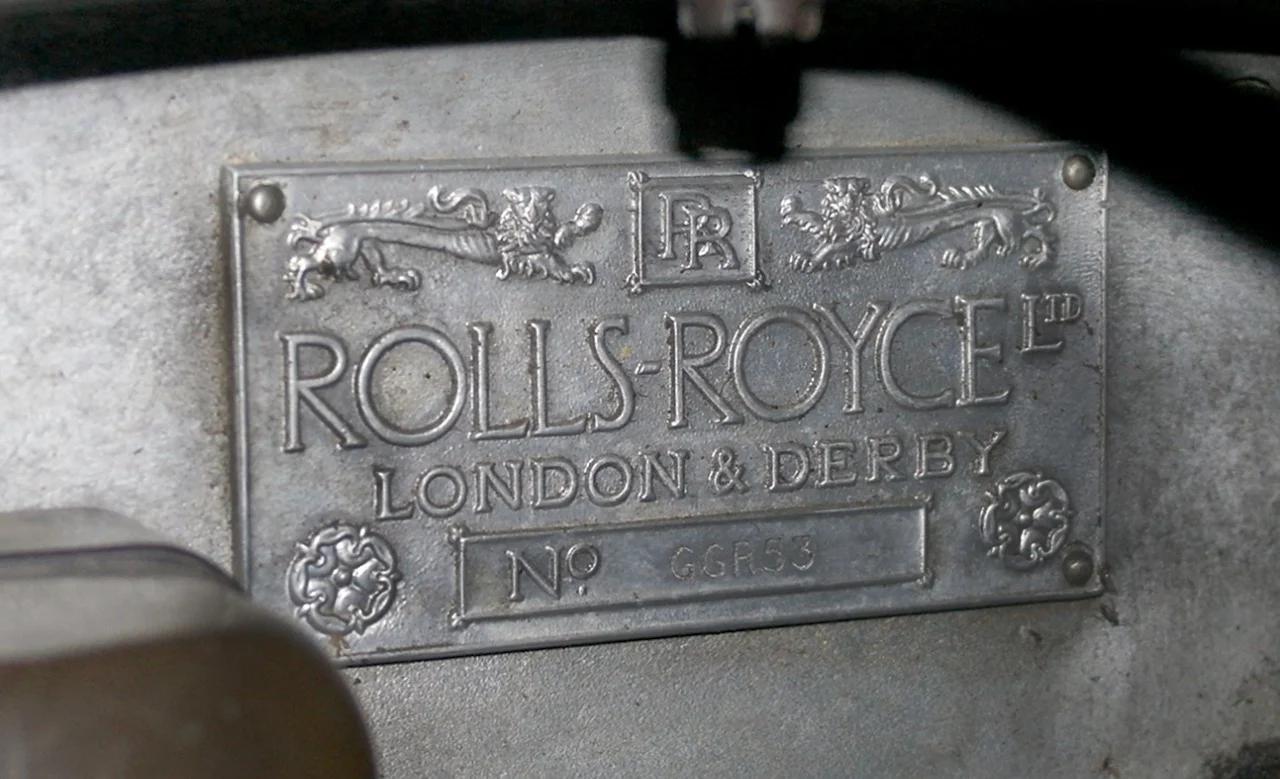 RR
ROLLS-ROYCE LTD
LONDON & DERBY
No GGR53